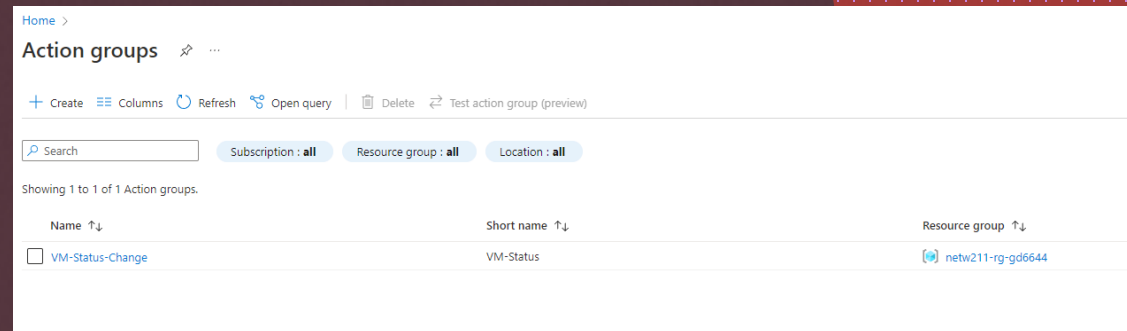 Home >
Action groups ...
+ Create Columns Refresh Open query Delete Test action group (preview)
Search Subscription : all Resource group : all Location : all
Showing 1 to 1 of 1 Action groups.
Name ↑↓ Short name ↑↓ Resource group ↑↓
VM-Status-Change VM-Status netw211-rg-gd6644